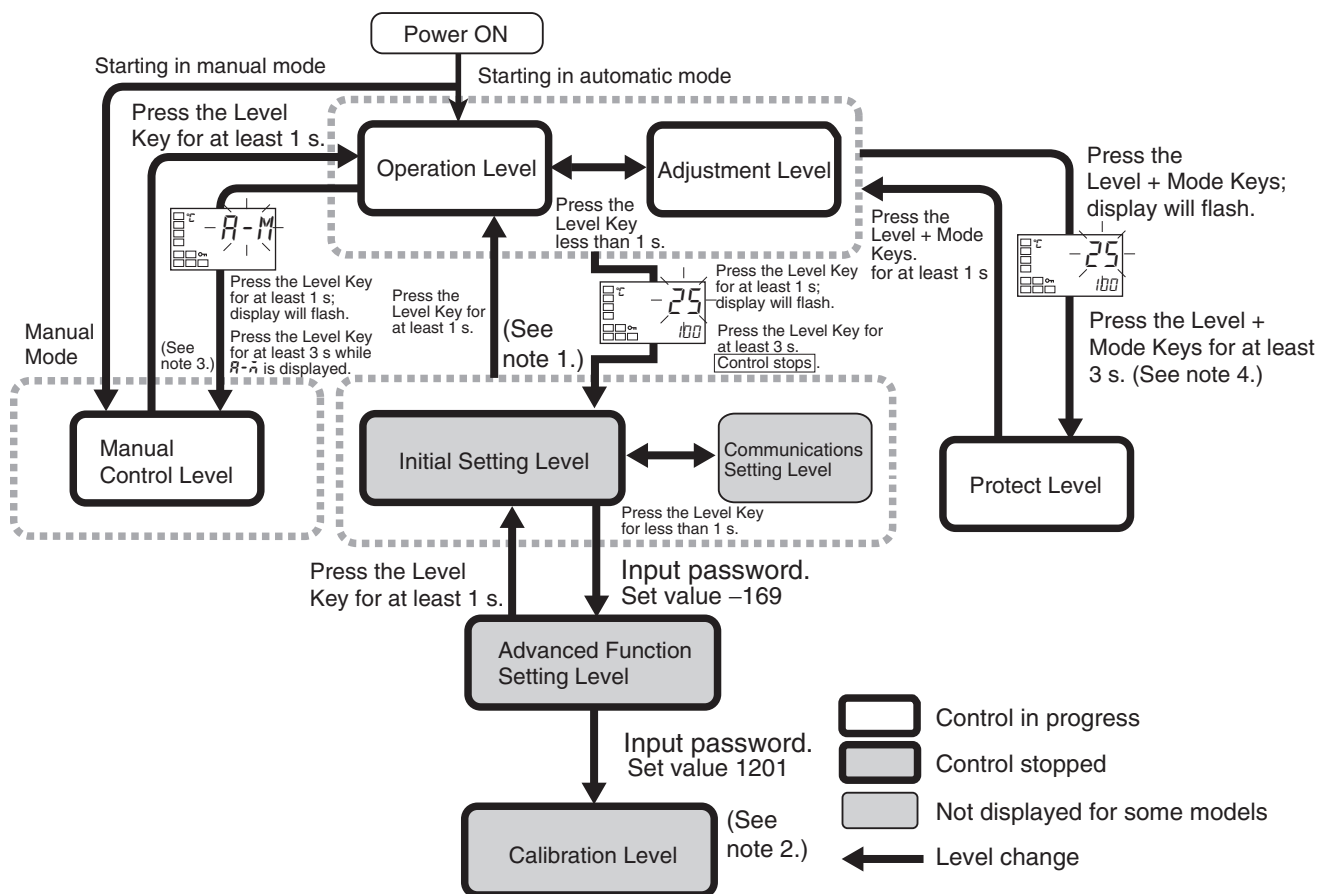 Power ON
Starting in manual mode
Starting in automatic mode
Press the Level
Key for at least 1 s.
Operation Level
Adjustment Level
Press the
Level Key
less than 1 s.
Press the
Level + Mode Keys;
display will flash.
Press the
Level + Mode
Keys.
for at least 1 s
°C
A-M
Press the Level Key
for at least 1 s;
display will flash.
Press the Level Key
for at least 3 s while
A-M is displayed.
(See
note 3.)
Manual
Mode
Press the
Level Key for
at least 1 s.
(See
note 1.)
°C
25
100
Press the Level Key
for at least 1 s;
display will flash.
Press the Level Key for
at least 3 s.
Control stops.
°C
25
100
Press the Level +
Mode Keys for at least
3 s. (See note 4.)
Manual
Control Level
Initial Setting Level
Communications
Setting Level
Press the Level Key
for less than 1 s.
Protect Level
Press the Level
Key for at least 1 s.
Input password.
Set value –169
Advanced Function
Setting Level
Input password.
Set value 1201
Calibration Level
(See
note 2.)
Control in progress
Control stopped
Not displayed for some models
Level change